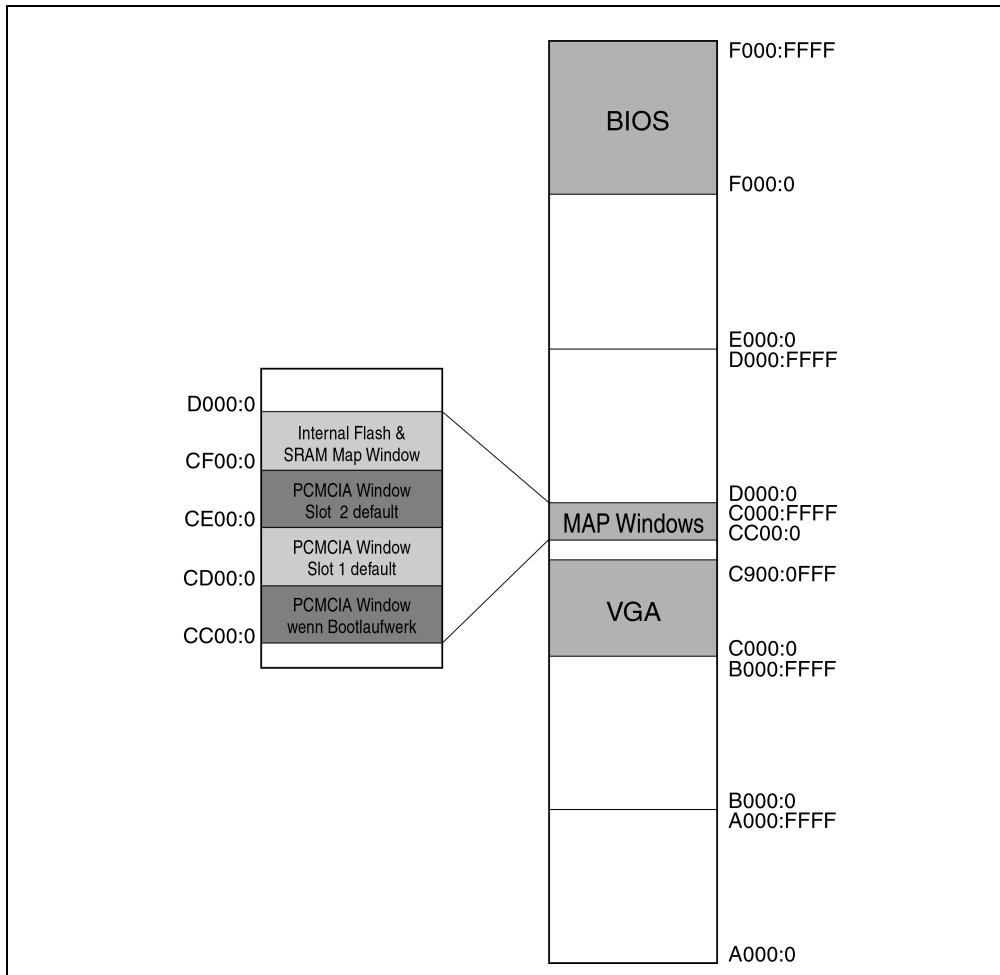 F000:FFFF
BIOS
F000:0
E000:0
D000:FFFF
D000:0
Internal Flash &
SRAM Map Window
CF00:0
PCMCIA Window
Slot 2 default
CE00:0
PCMCIA Window
Slot 1 default
CD00:0
PCMCIA Window
wenn Bootlaufwerk
CC00:0
D000:0
C000:FFFF
MAP Windows
CC00:0
C900:0FFF
VGA
C000:0
B000:FFFF
B000:0
A000:FFFF
A000:0